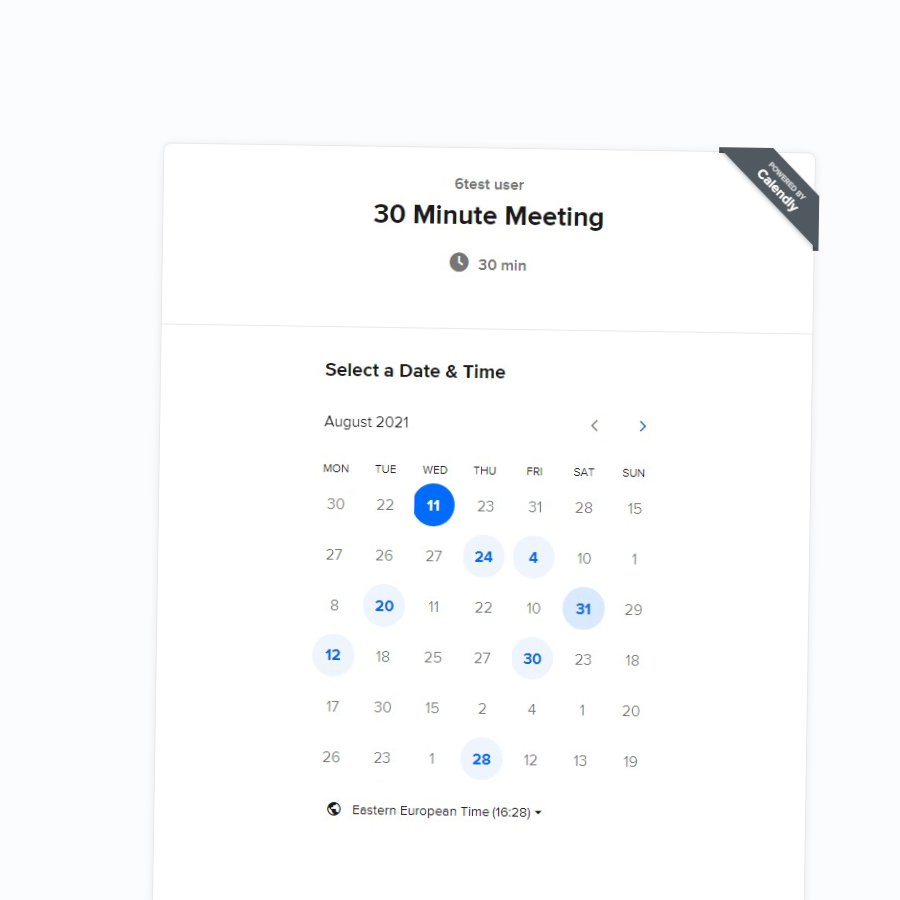 POWERED BY
Calendly
6test user
30 Minute Meeting
30 min
Select a Date & Time
August 2021
MON TUE WED THU FRI SAT SUN
30 22 11 23 31 28 15
27 26 27 24 4 10 1
8 20 11 22 10 31 29
12 18 25 27 30 23 18
17 30 15 2 4 1 20
26 23 1 28 12 13 19
Eastern European Time (16:28)